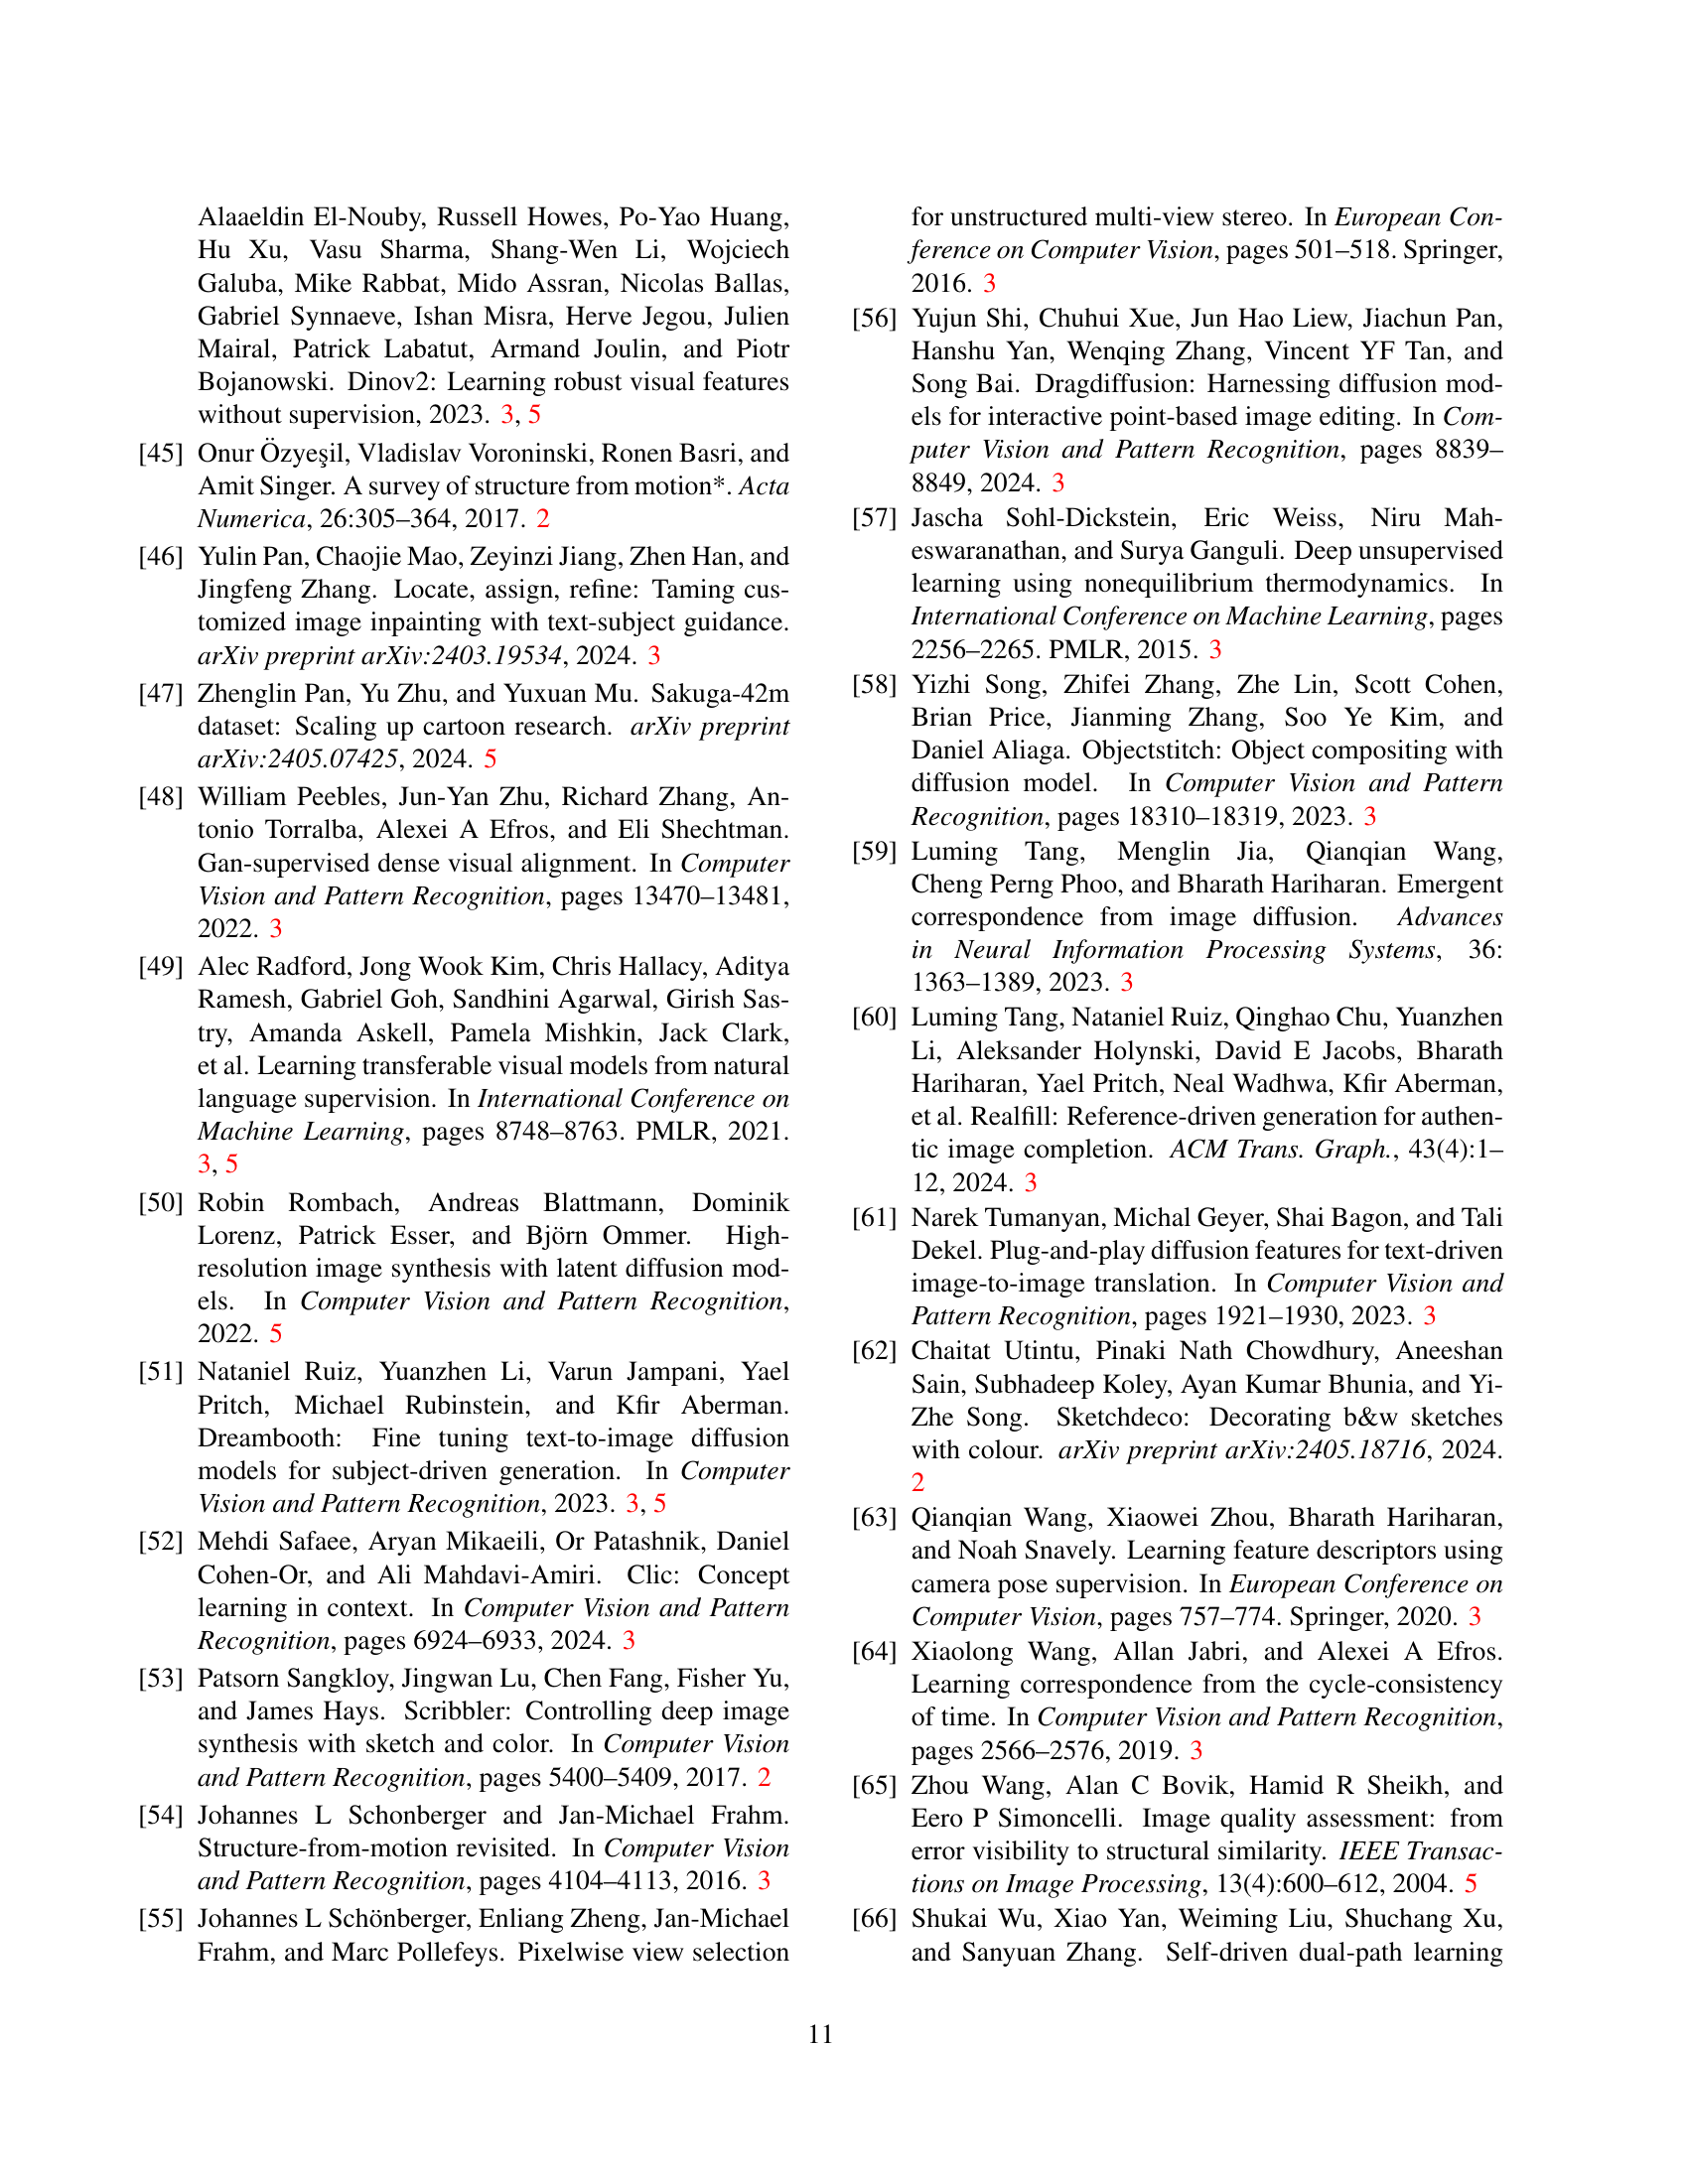 Alaaeldin El-Nouby, Russell Howes, Po-Yao Huang,
Hu Xu, Vasu Sharma, Shang-Wen Li, Wojciech
Galuba, Mike Rabbat, Mido Assran, Nicolas Ballas,
Gabriel Synnaeve, Ishan Misra, Herve Jegou, Julien
Mairal, Patrick Labatut, Armand Joulin, and Piotr
Bojanowski. Dinov2: Learning robust visual features
without supervision, 2023. 3, 5
[45] Onur Özyeşil, Vladislav Voroninski, Ronen Basri, and
Amit Singer. A survey of structure from motion*. Acta
Numerica, 26:305–364, 2017. 2
[46] Yulin Pan, Chaojie Mao, Zeyinzi Jiang, Zhen Han, and
Jingfeng Zhang. Locate, assign, refine: Taming cus-
tomized image inpainting with text-subject guidance.
arXiv preprint arXiv:2403.19534, 2024. 3
[47] Zhenglin Pan, Yu Zhu, and Yuxuan Mu. Sakuga-42m
dataset: Scaling up cartoon research. arXiv preprint
arXiv:2405.07425, 2024. 5
[48] William Peebles, Jun-Yan Zhu, Richard Zhang, An-
tonio Torralba, Alexei A Efros, and Eli Shechtman.
Gan-supervised dense visual alignment. In Computer
Vision and Pattern Recognition, pages 13470–13481,
2022. 3
[49] Alec Radford, Jong Wook Kim, Chris Hallacy, Aditya
Ramesh, Gabriel Goh, Sandhini Agarwal, Girish Sas-
try, Amanda Askell, Pamela Mishkin, Jack Clark,
et al. Learning transferable visual models from natural
language supervision. In International Conference on
Machine Learning, pages 8748–8763. PMLR, 2021.
3, 5
[50] Robin Rombach, Andreas Blattmann, Dominik
Lorenz, Patrick Esser, and Björn Ommer. High-
resolution image synthesis with latent diffusion mod-
els. In Computer Vision and Pattern Recognition,
2022. 5
[51] Nataniel Ruiz, Yuanzhen Li, Varun Jampani, Yael
Pritch, Michael Rubinstein, and Kfir Aberman.
Dreambooth: Fine tuning text-to-image diffusion
models for subject-driven generation. In Computer
Vision and Pattern Recognition, 2023. 3, 5
[52] Mehdi Safaee, Aryan Mikaeili, Or Patashnik, Daniel
Cohen-Or, and Ali Mahdavi-Amiri. Clic: Concept
learning in context. In Computer Vision and Pattern
Recognition, pages 6924–6933, 2024. 3
[53] Patsorn Sangkloy, Jingwan Lu, Chen Fang, Fisher Yu,
and James Hays. Scribbler: Controlling deep image
synthesis with sketch and color. In Computer Vision
and Pattern Recognition, pages 5400–5409, 2017. 2
[54] Johannes L Schonberger and Jan-Michael Frahm.
Structure-from-motion revisited. In Computer Vision
and Pattern Recognition, pages 4104–4113, 2016. 3
[55] Johannes L Schönberger, Enliang Zheng, Jan-Michael
Frahm, and Marc Pollefeys. Pixelwise view selection
for unstructured multi-view stereo. In European Con-
ference on Computer Vision, pages 501–518. Springer,
2016. 3
[56] Yujun Shi, Chuhui Xue, Jun Hao Liew, Jiachun Pan,
Hanshu Yan, Wenqing Zhang, Vincent YF Tan, and
Song Bai. Dragdiffusion: Harnessing diffusion mod-
els for interactive point-based image editing. In Com-
puter Vision and Pattern Recognition, pages 8839–
8849, 2024. 3
[57] Jascha Sohl-Dickstein, Eric Weiss, Niru Mah-
eswaranathan, and Surya Ganguli. Deep unsupervised
learning using nonequilibrium thermodynamics. In
International Conference on Machine Learning, pages
2256–2265. PMLR, 2015. 3
[58] Yizhi Song, Zhifei Zhang, Zhe Lin, Scott Cohen,
Brian Price, Jianming Zhang, Soo Ye Kim, and
Daniel Aliaga. Objectstitch: Object compositing with
diffusion model. In Computer Vision and Pattern
Recognition, pages 18310–18319, 2023. 3
[59] Luming Tang, Menglin Jia, Qianqian Wang,
Cheng Perng Phoo, and Bharath Hariharan. Emergent
correspondence from image diffusion. Advances
in Neural Information Processing Systems, 36:
1363–1389, 2023. 3
[60] Luming Tang, Nataniel Ruiz, Qinghao Chu, Yuanzhen
Li, Aleksander Holynski, David E Jacobs, Bharath
Hariharan, Yael Pritch, Neal Wadhwa, Kfir Aberman,
et al. Realfill: Reference-driven generation for authen-
tic image completion. ACM Trans. Graph., 43(4):1–
12, 2024. 3
[61] Narek Tumanyan, Michal Geyer, Shai Bagon, and Tali
Dekel. Plug-and-play diffusion features for text-driven
image-to-image translation. In Computer Vision and
Pattern Recognition, pages 1921–1930, 2023. 3
[62] Chaitat Utintu, Pinaki Nath Chowdhury, Aneeshan
Sain, Subhadeep Koley, Ayan Kumar Bhunia, and Yi-
Zhe Song. Sketchdeco: Decorating b&w sketches
with colour. arXiv preprint arXiv:2405.18716, 2024.
2
[63] Qianqian Wang, Xiaowei Zhou, Bharath Hariharan,
and Noah Snavely. Learning feature descriptors using
camera pose supervision. In European Conference on
Computer Vision, pages 757–774. Springer, 2020. 3
[64] Xiaolong Wang, Allan Jabri, and Alexei A Efros.
Learning correspondence from the cycle-consistency
of time. In Computer Vision and Pattern Recognition,
pages 2566–2576, 2019. 3
[65] Zhou Wang, Alan C Bovik, Hamid R Sheikh, and
Eero P Simoncelli. Image quality assessment: from
error visibility to structural similarity. IEEE Transac-
tions on Image Processing, 13(4):600–612, 2004. 5
[66] Shukai Wu, Xiao Yan, Weiming Liu, Shuchang Xu,
and Sanyuan Zhang. Self-driven dual-path learning
11